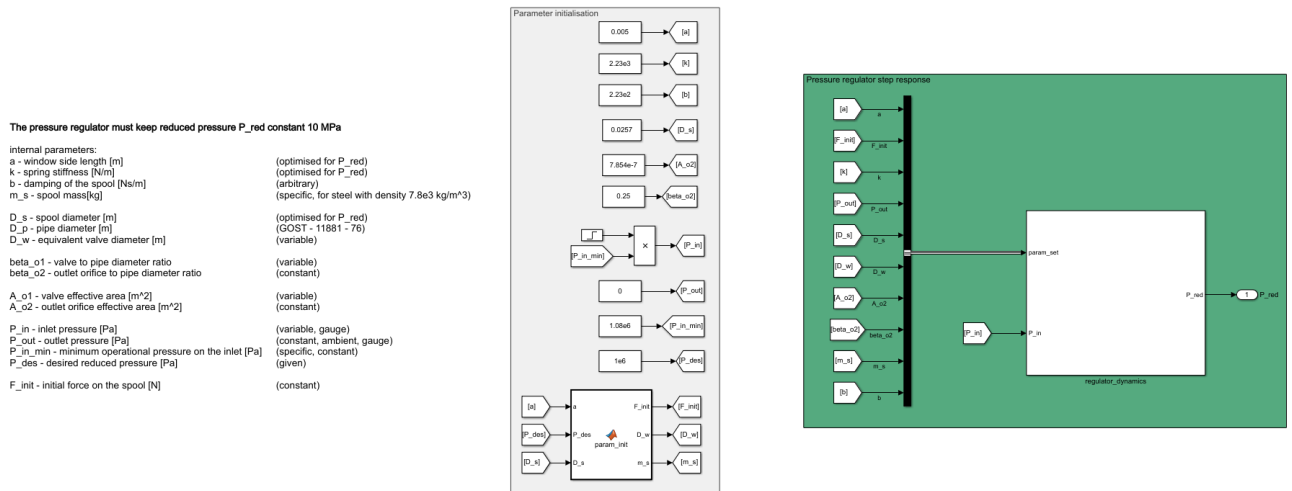 The pressure regulator must keep reduced pressure P_red constant 10 MPa
internal parameters:
a - window side length [m] (optimised for P_red)
k - spring stiffness [N/m] (optimised for P_red)
b - damping of the spool [Ns/m] (arbitrary)
m_s - spool mass[kg] (specific, for steel with density 7.8e3 kg/m^3)
D_s - spool diameter [m] (optimised for P_red)
D_p - pipe diameter [m] (GOST - 11881 - 76)
D_w - equivalent valve diameter [m] (variable)
beta_o1 - valve to pipe diameter ratio (variable)
beta_o2 - outlet orifice to pipe diameter ratio (constant)
A_o1 - valve effective area [m^2] (variable)
A_o2 - outlet orifice effective area [m^2] (constant)
P_in - inlet pressure [Pa] (variable, gauge)
P_out - outlet pressure [Pa] (constant, ambient, gauge)
P_in_min - minimum operational pressure on the inlet [Pa] (specific, constant)
P_des - desired reduced pressure [Pa] (given)
F_init - initial force on the spool [N] (constant)
Parameter initialisation
0.005 [a]
2.23e3 [k]
2.23e2 [b]
0.0257 [D_s]
7.854e-7 [A_o2]
0.25 [beta_o2]
[P_in_min] × [P_in]
0 [P_out]
1.08e6 [P_in_min]
1e6 [P_des]
[a] a F_init [F_init]
[P_des] P_des D_w [D_w]
param_init
[D_s] D_s m_s [m_s]
Pressure regulator step response
[a] a
[F_init] F_init
[k] k
[P_out] P_out
[D_s] D_s
[D_w] D_w
[A_o2] A_o2
[beta_o2] beta_o2
[m_s] m_s
[b] b
param_set
[P_in] P_in
P_red 1 P_red
regulator_dynamics